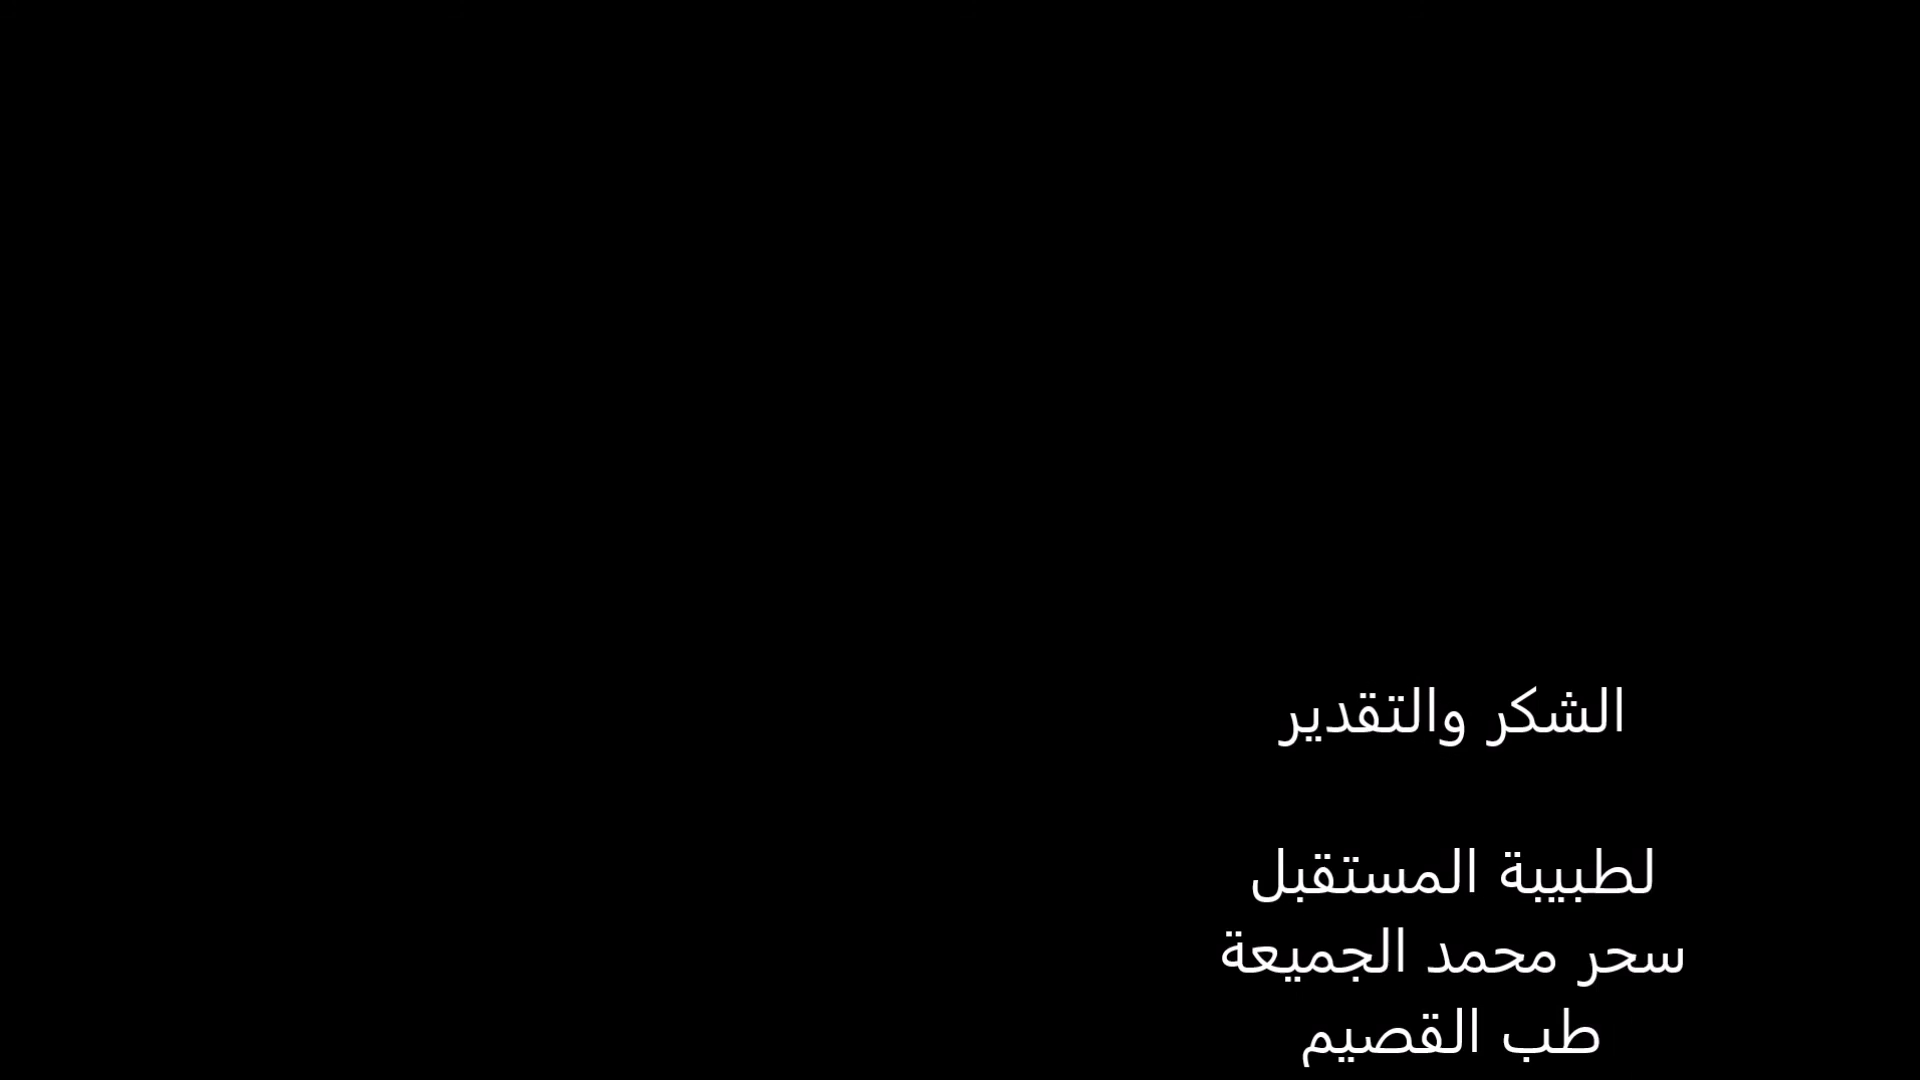 الشكر والتقدير
لطبيبة المستقبل
سحر محمد الجميعة
طب القصيم